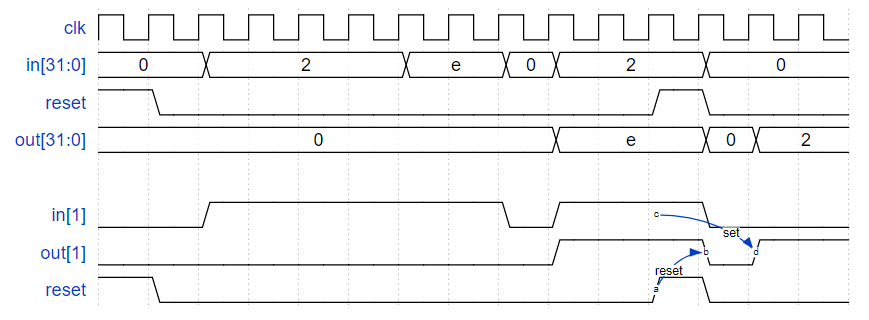 clk
in[31:0] 0 2 e 0 2 0
reset
out[31:0] 0 e 0 2
in[1] c
set
out[1] b d
reset
reset a